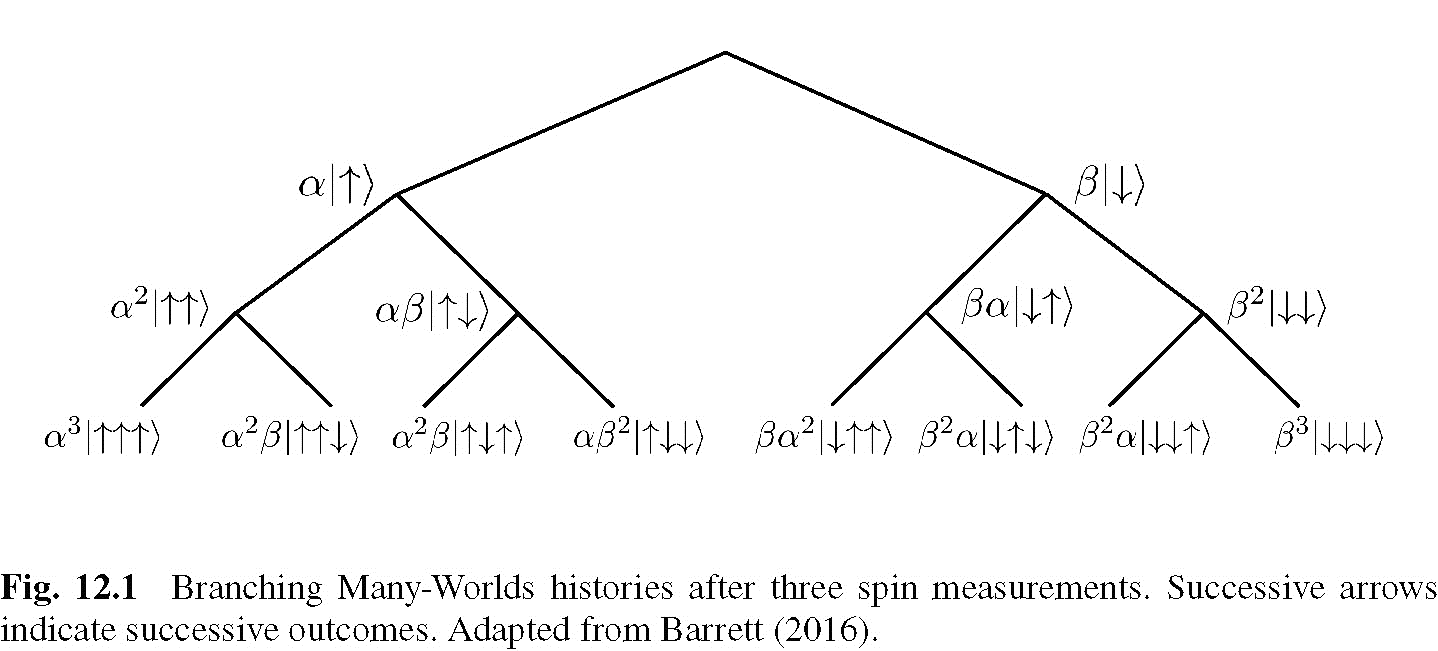 α|↑⟩ β|↓⟩
α²|↑↑⟩ αβ|↑↓⟩ βα|↓↑⟩ β²|↓↓⟩
α³|↑↑↑⟩ α²β|↑↑↓⟩ α²β|↑↓↑⟩ αβ²|↑↓↓⟩ βα²|↓↑↑⟩ β²α|↓↑↓⟩ β²α|↓↓↑⟩ β³|↓↓↓⟩
Fig. 12.1 Branching Many-Worlds histories after three spin measurements. Successive arrows
indicate successive outcomes. Adapted from Barrett (2016).